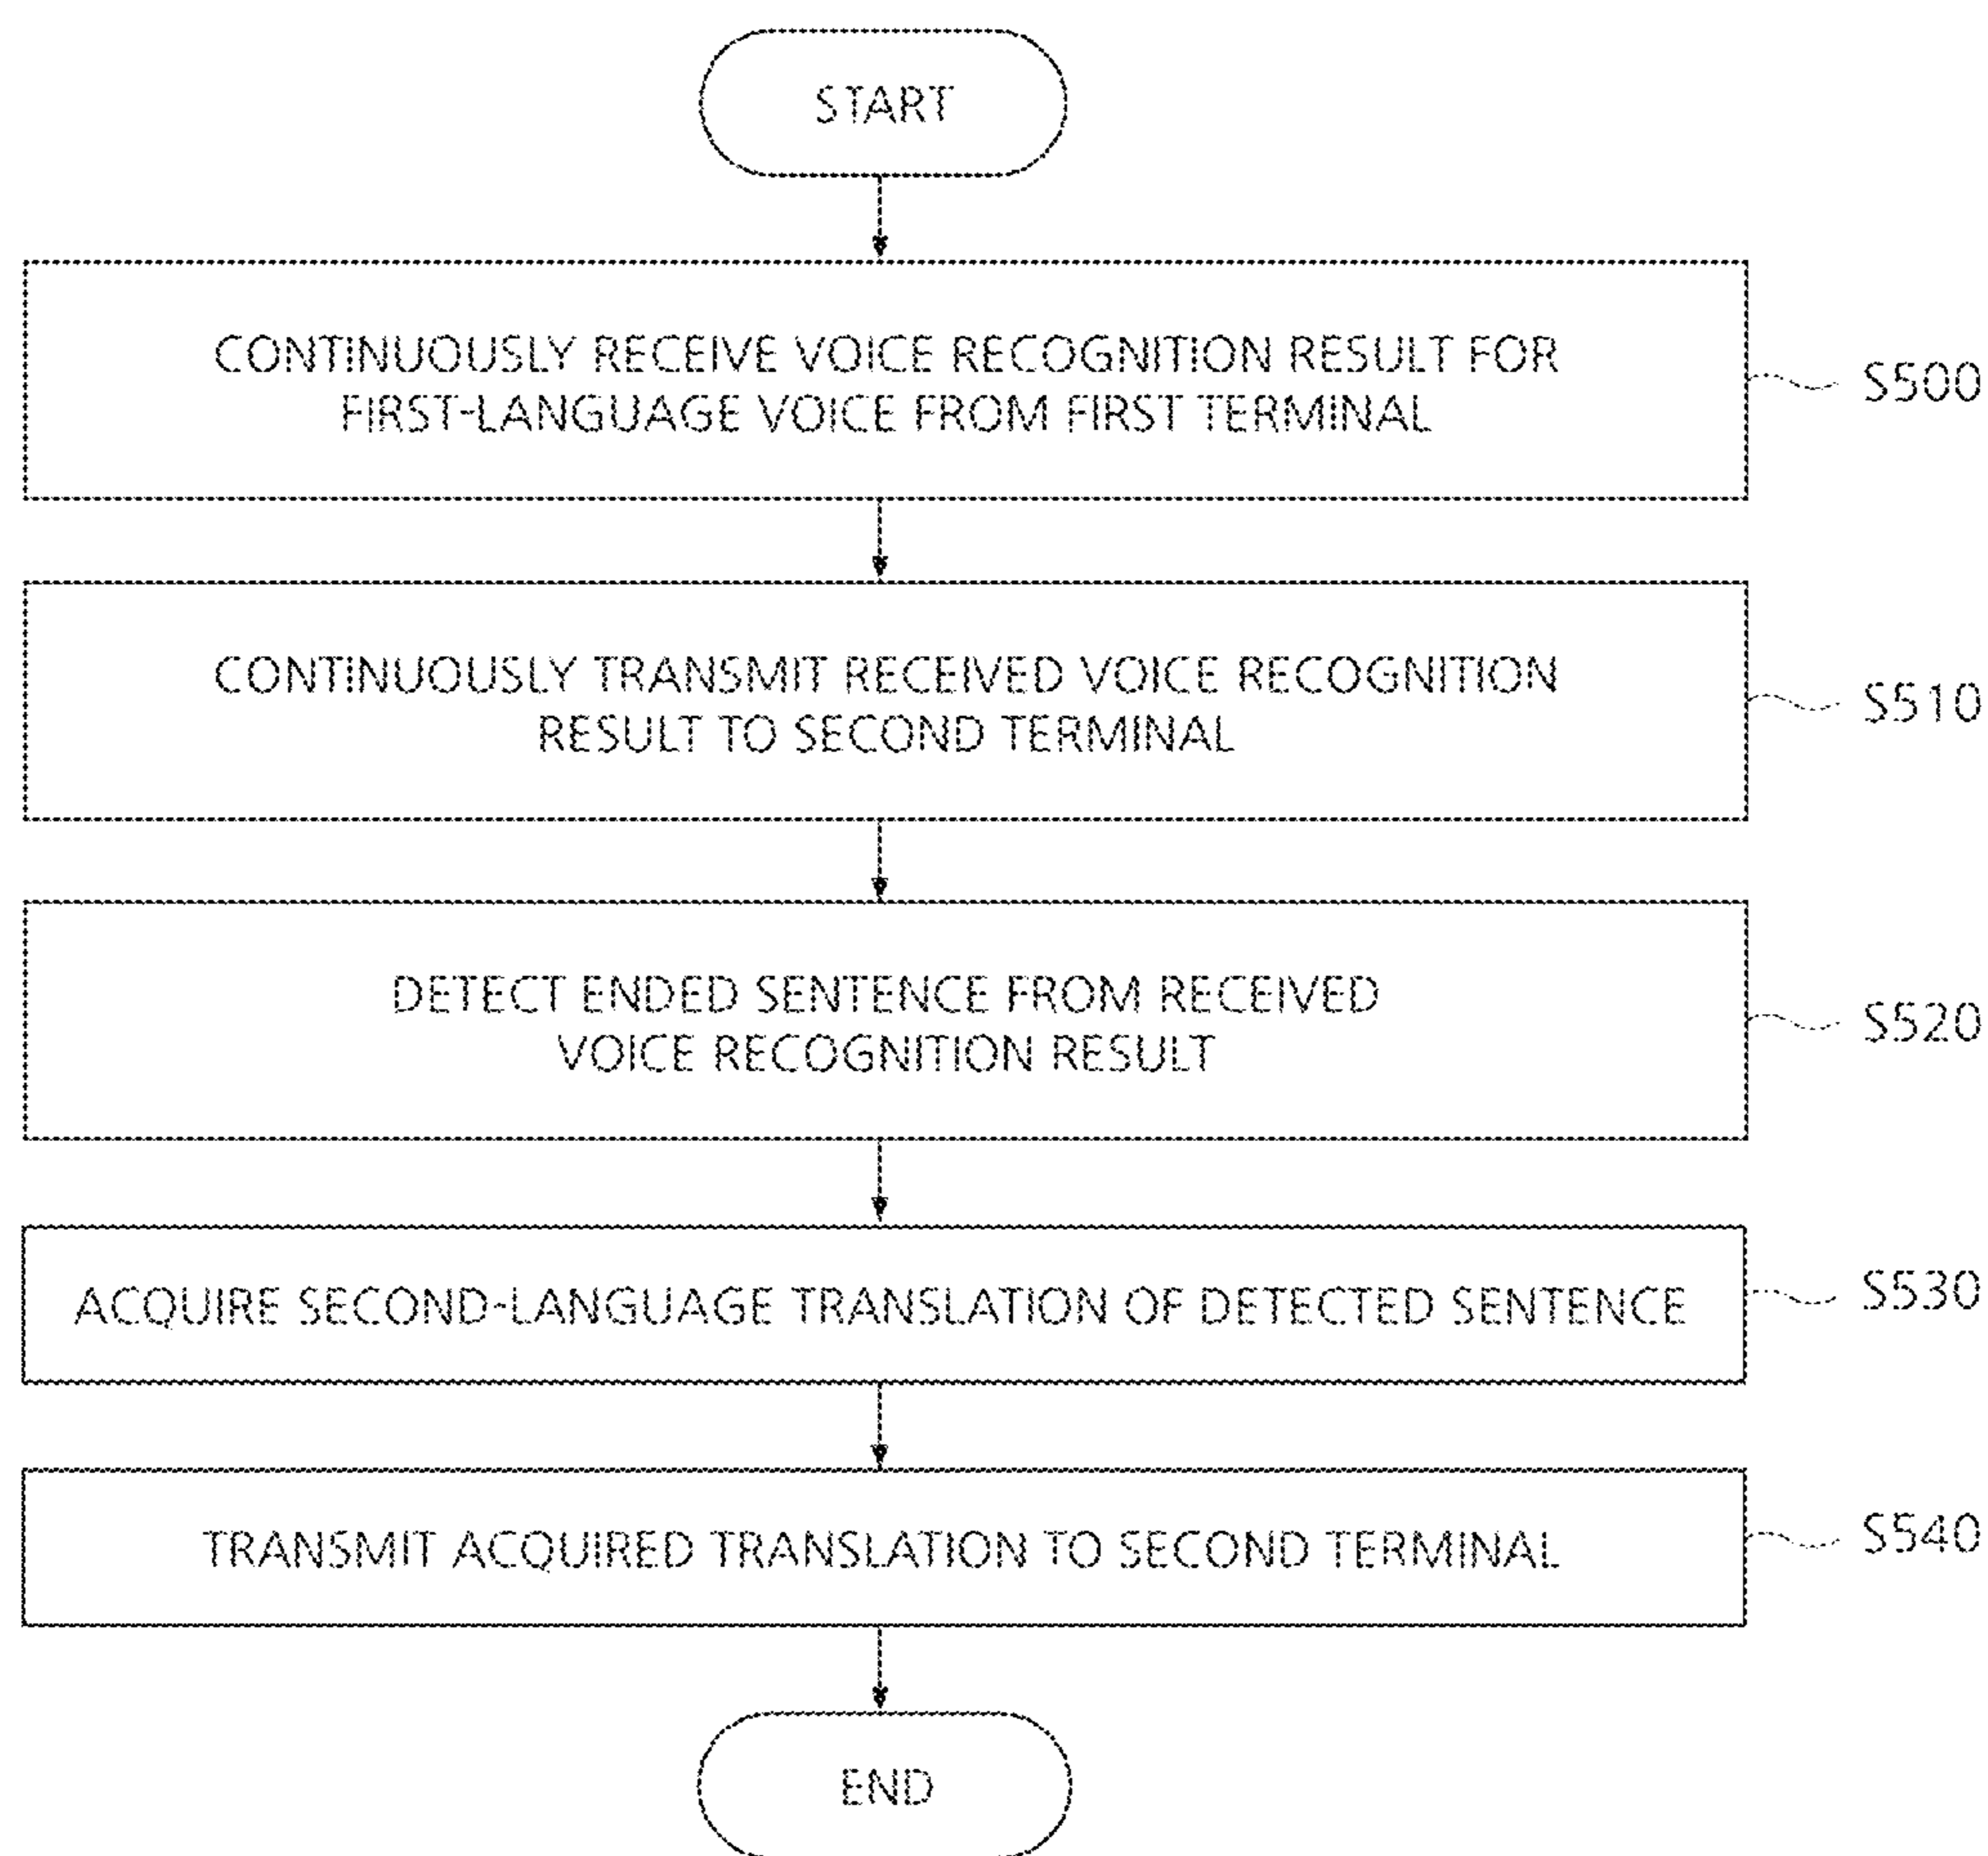 START
CONTINUOUSLY RECEIVE VOICE RECOGNITION RESULT FOR
FIRST-LANGUAGE VOICE FROM FIRST TERMINAL
S500
CONTINUOUSLY TRANSMIT RECEIVED VOICE RECOGNITION
RESULT TO SECOND TERMINAL
S510
DETECT ENDED SENTENCE FROM RECEIVED
VOICE RECOGNITION RESULT
S520
ACQUIRE SECOND-LANGUAGE TRANSLATION OF DETECTED SENTENCE
S530
TRANSMIT ACQUIRED TRANSLATION TO SECOND TERMINAL
S540
END